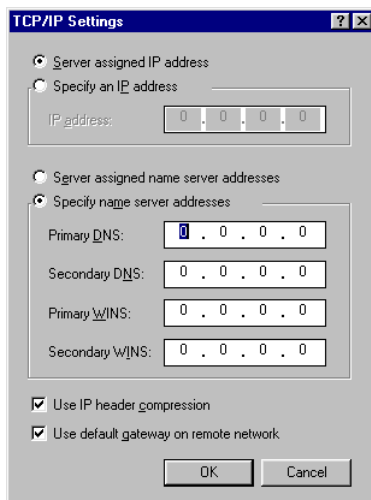 TCP/IP Settings
Server assigned IP address
Specify an IP address
IP address: 0 . 0 . 0 . 0
Server assigned name server addresses
Specify name server addresses
Primary DNS: 0 . 0 . 0 . 0
Secondary DNS: 0 . 0 . 0 . 0
Primary WINS: 0 . 0 . 0 . 0
Secondary WINS: 0 . 0 . 0 . 0
Use IP header compression
Use default gateway on remote network
OK Cancel